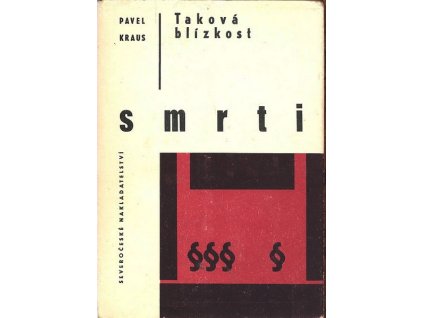 PAVEL
KRAUS
Taková
blízkost
smrti
SEVEROČESKÉ NAKLADATELSTVÍ
§§§ §